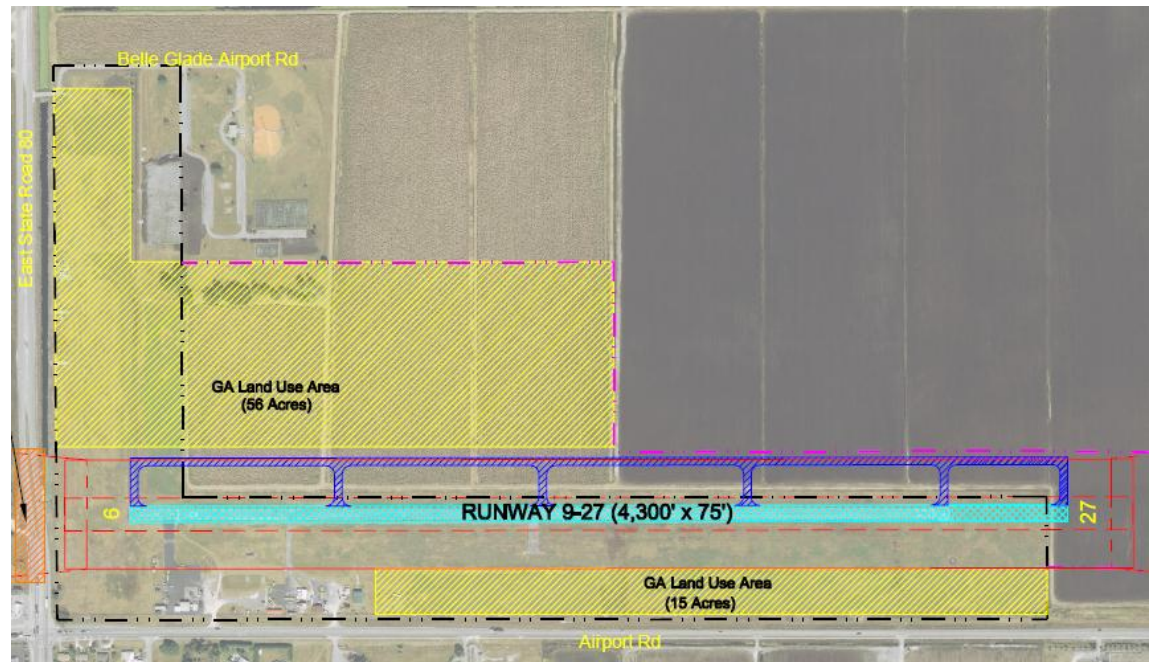 Belle Glade Airport Rd
East State Road 80
GA Land Use Area
(56 Acres)
9
RUNWAY 9-27 (4,300' x 75')
27
GA Land Use Area
(15 Acres)
Airport Rd